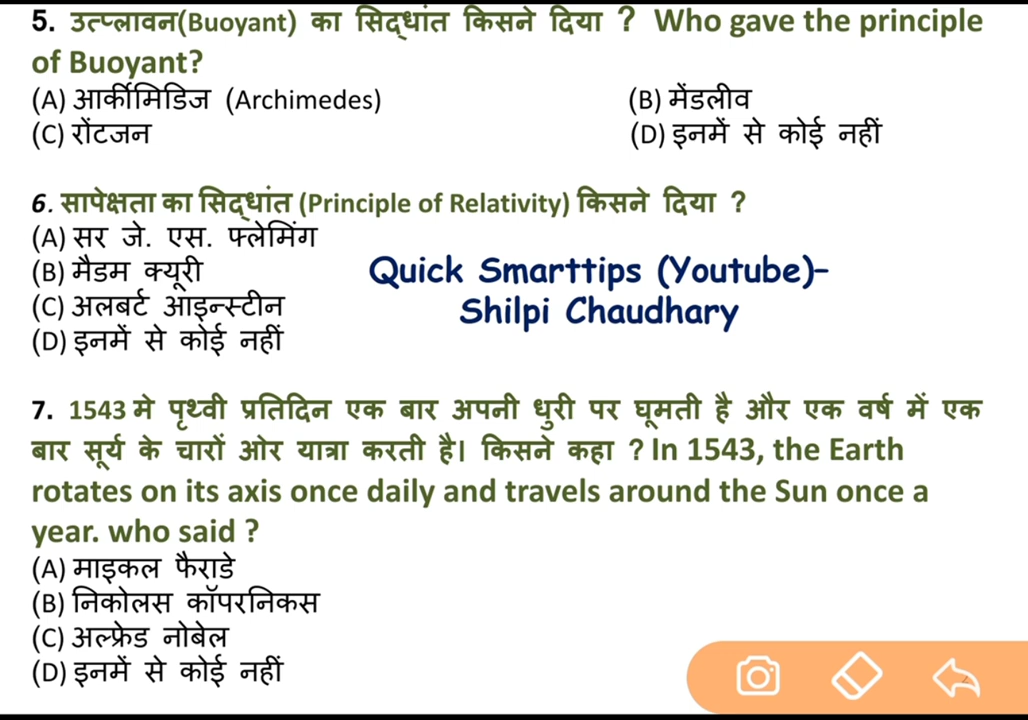 5. उत्प्लावन(Buoyant) का सिद्धांत किसने दिया ? Who gave the principle
of Buoyant?
(A) आर्कीमिडिज (Archimedes) (B) मेंडलीव
(C) रोंटजन (D) इनमें से कोई नहीं
6. सापेक्षता का सिद्धांत (Principle of Relativity) किसने दिया ?
(A) सर जे. एस. फ्लेमिंग
(B) मैडम क्यूरी
(C) अलबर्ट आइन्स्टीन
(D) इनमें से कोई नहीं
Quick Smarttips (Youtube)-
Shilpi Chaudhary
7. 1543 मे पृथ्वी प्रतिदिन एक बार अपनी धुरी पर घूमती है और एक वर्ष में एक
बार सूर्य के चारों ओर यात्रा करती है। किसने कहा ? In 1543, the Earth
rotates on its axis once daily and travels around the Sun once a
year. who said ?
(A) माइकल फैराडे
(B) निकोलस कॉपरनिकस
(C) अल्फ्रेड नोबेल
(D) इनमें से कोई नहीं